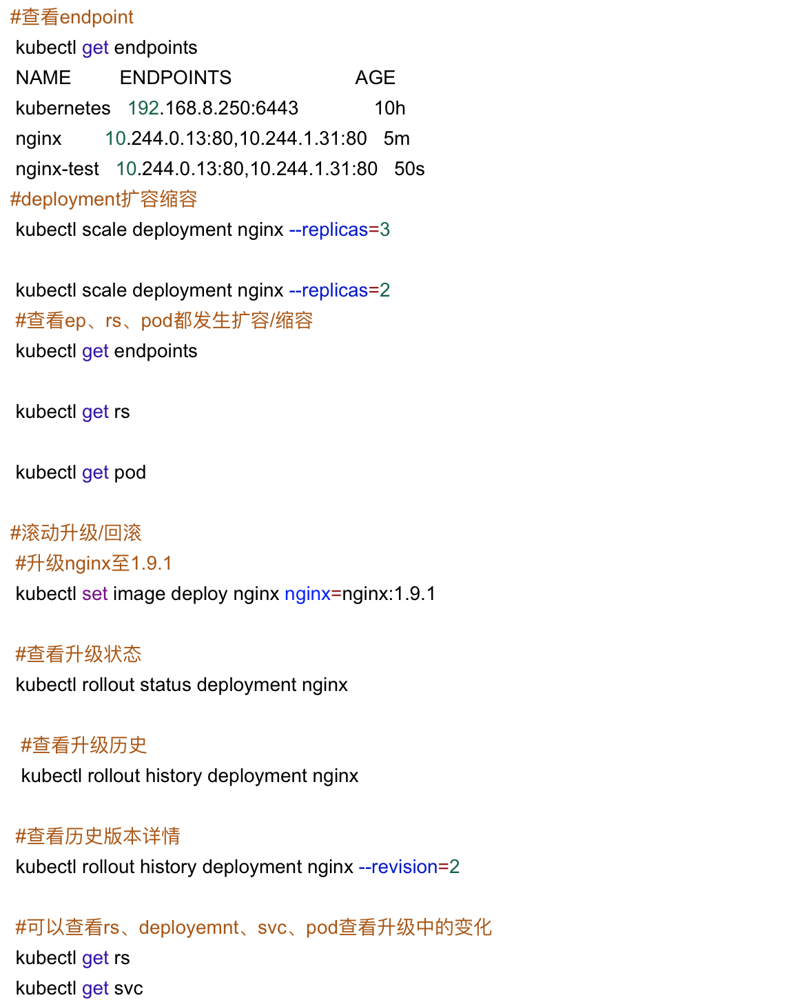 #查看endpoint
kubectl get endpoints
NAME ENDPOINTS AGE
kubernetes 192.168.8.250:6443 10h
nginx 10.244.0.13:80,10.244.1.31:80 5m
nginx-test 10.244.0.13:80,10.244.1.31:80 50s
#deployment扩容缩容
kubectl scale deployment nginx --replicas=3
kubectl scale deployment nginx --replicas=2
#查看ep、rs、pod都发生扩容/缩容
kubectl get endpoints
kubectl get rs
kubectl get pod
#滚动升级/回滚
#升级nginx至1.9.1
kubectl set image deploy nginx nginx=nginx:1.9.1
#查看升级状态
kubectl rollout status deployment nginx
#查看升级历史
kubectl rollout history deployment nginx
#查看历史版本详情
kubectl rollout history deployment nginx --revision=2
#可以查看rs、deployemnt、svc、pod查看升级中的变化
kubectl get rs
kubectl get svc